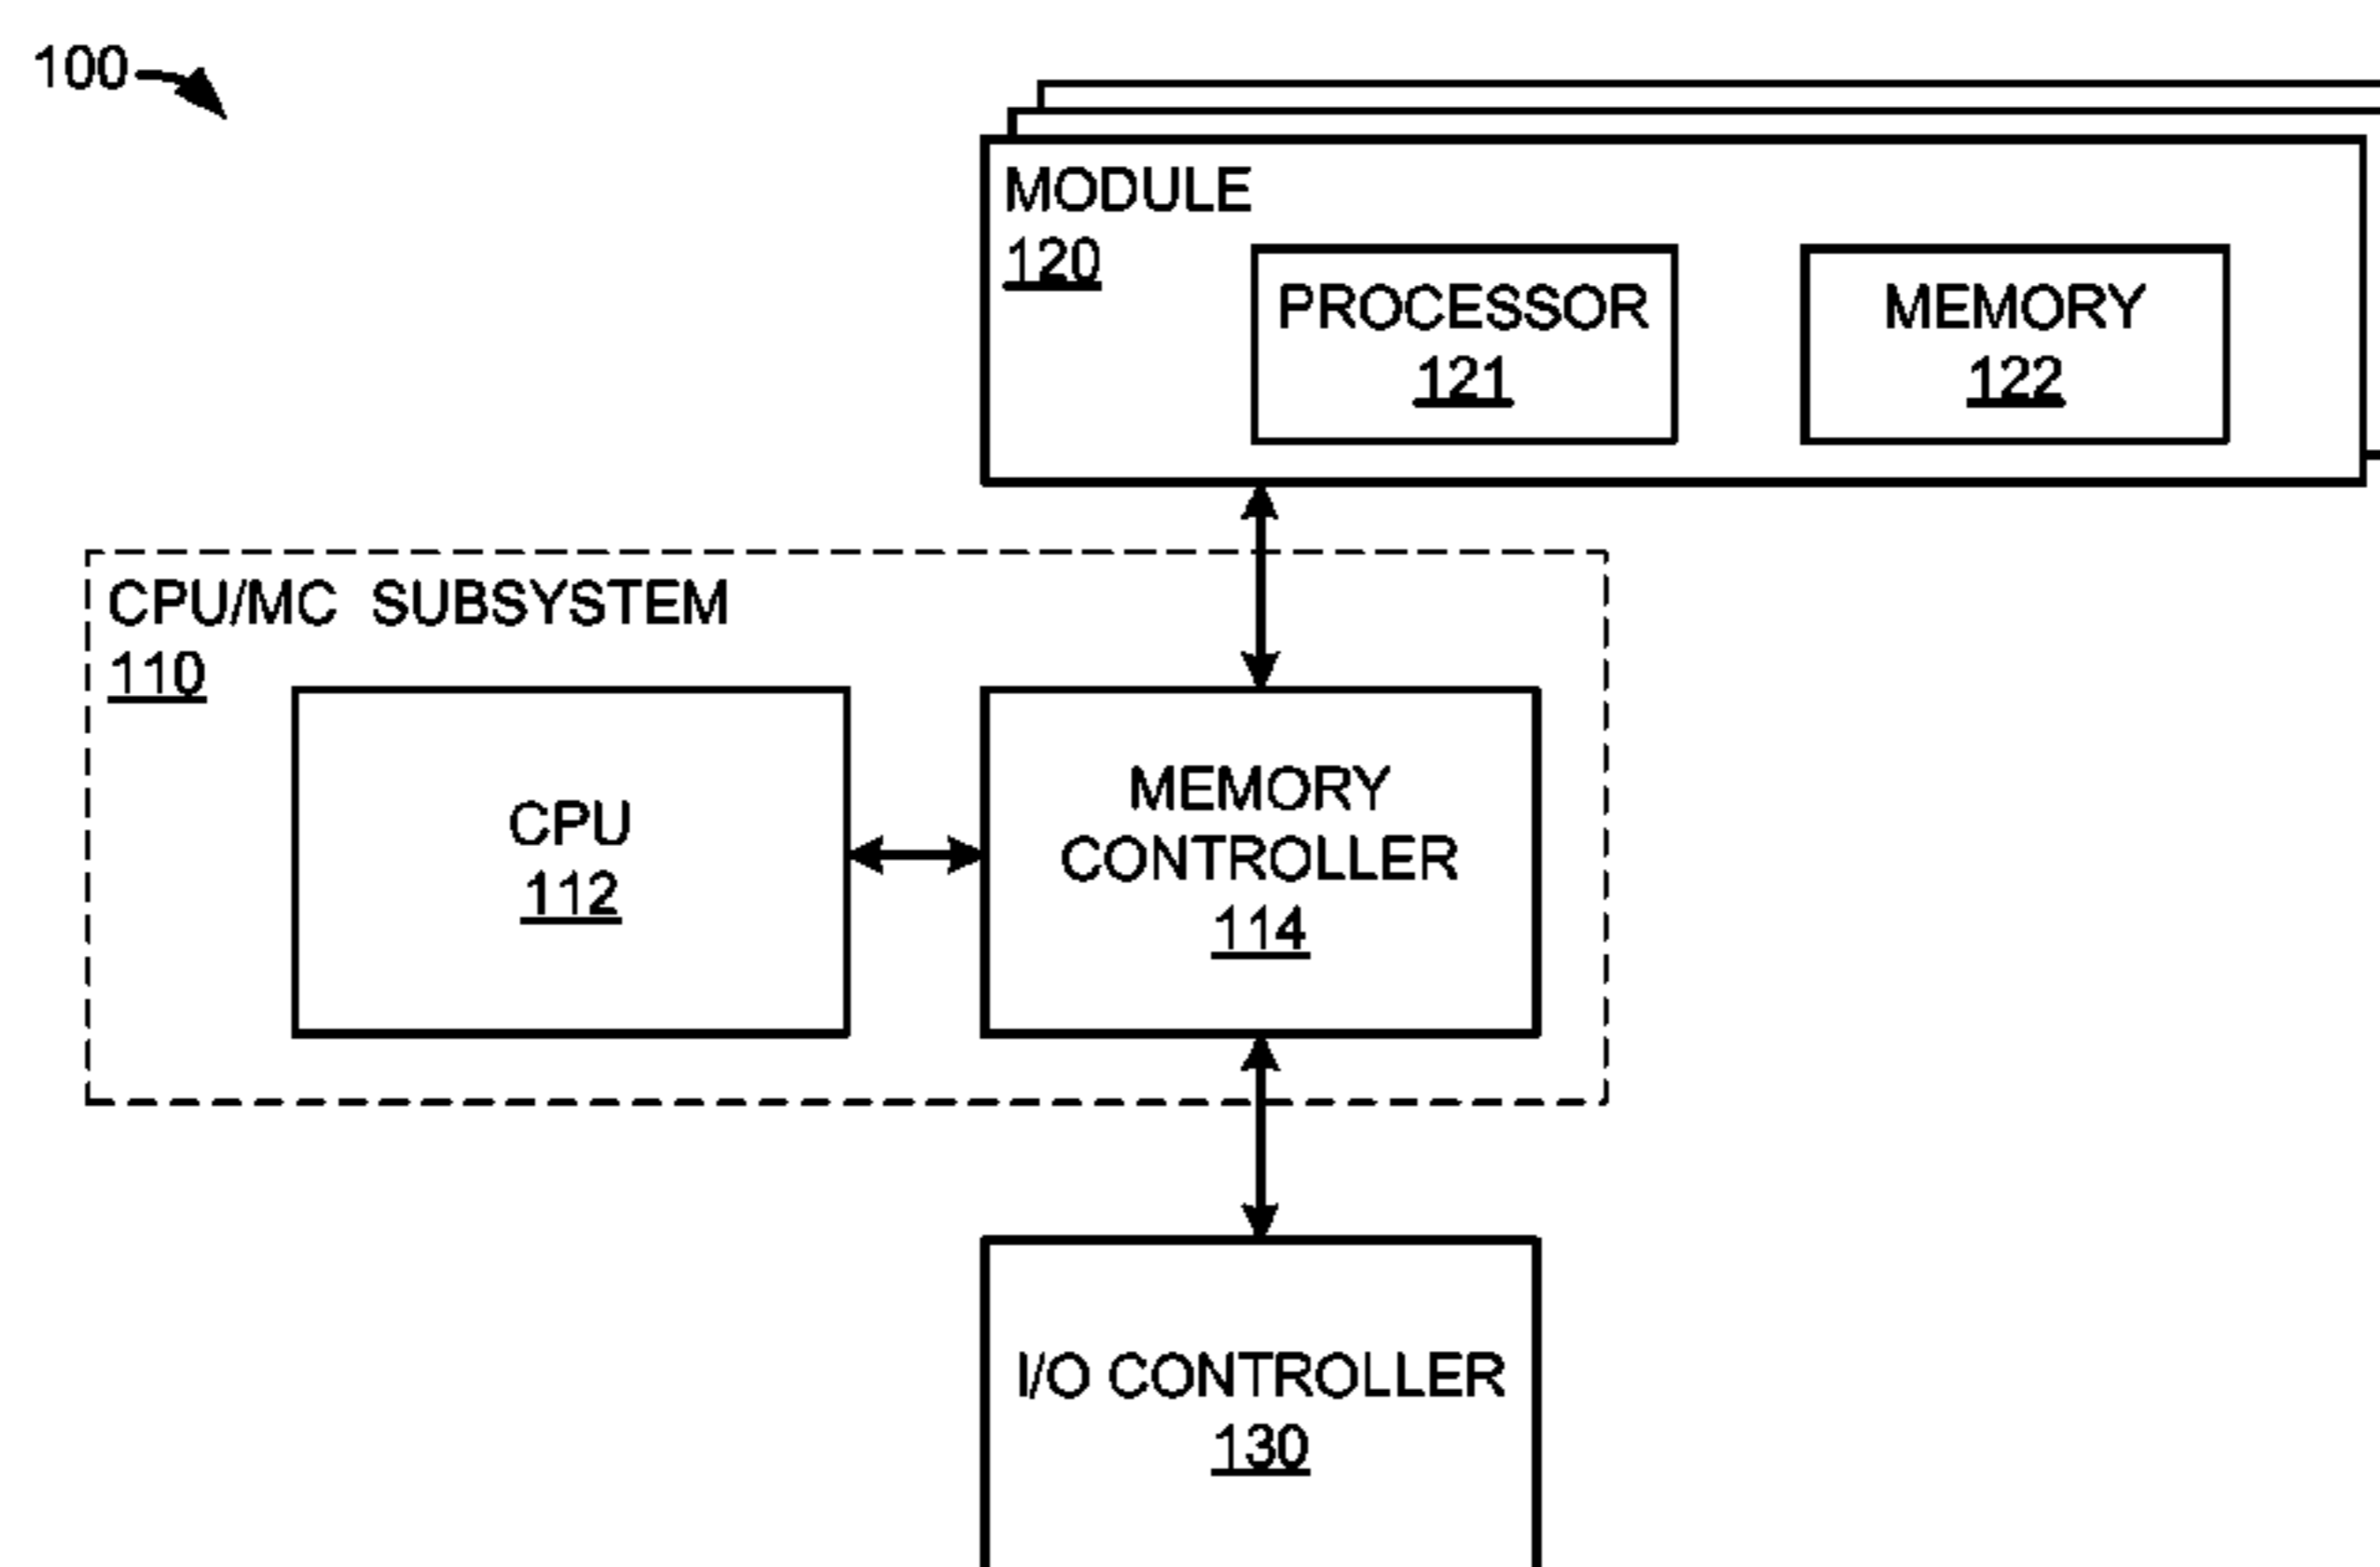 100
MODULE
120
PROCESSOR
121
MEMORY
122
CPU/MC SUBSYSTEM
110
CPU
112
MEMORY
CONTROLLER
114
I/O CONTROLLER
130